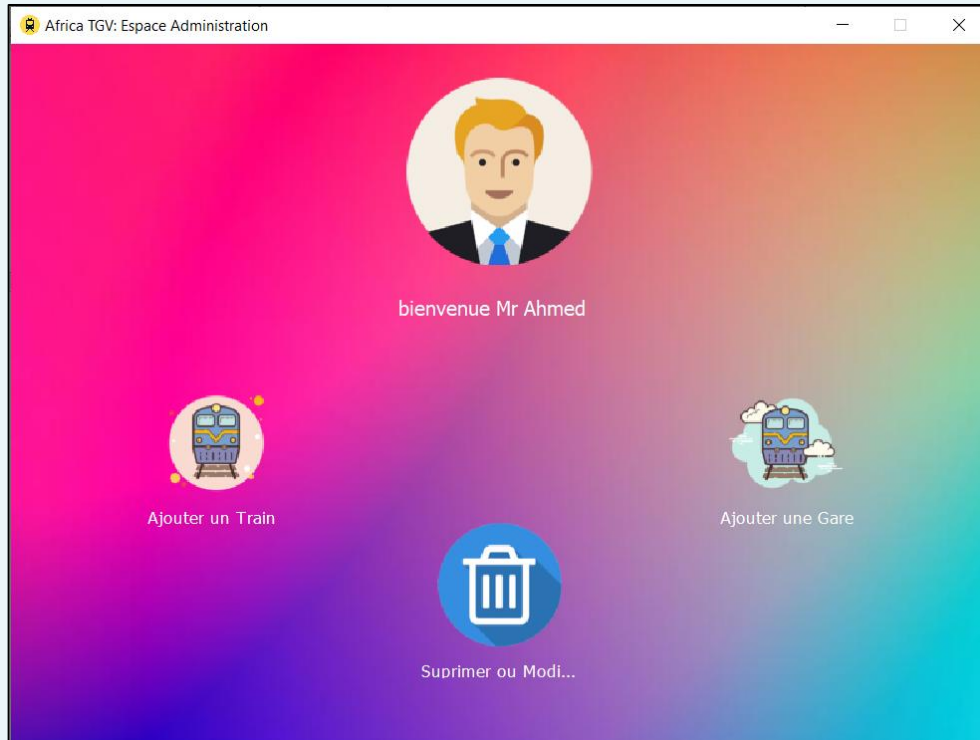 Africa TGV: Espace Administration
bienvenue Mr Ahmed
Ajouter un Train
Ajouter une Gare
Suprimer ou Modi...